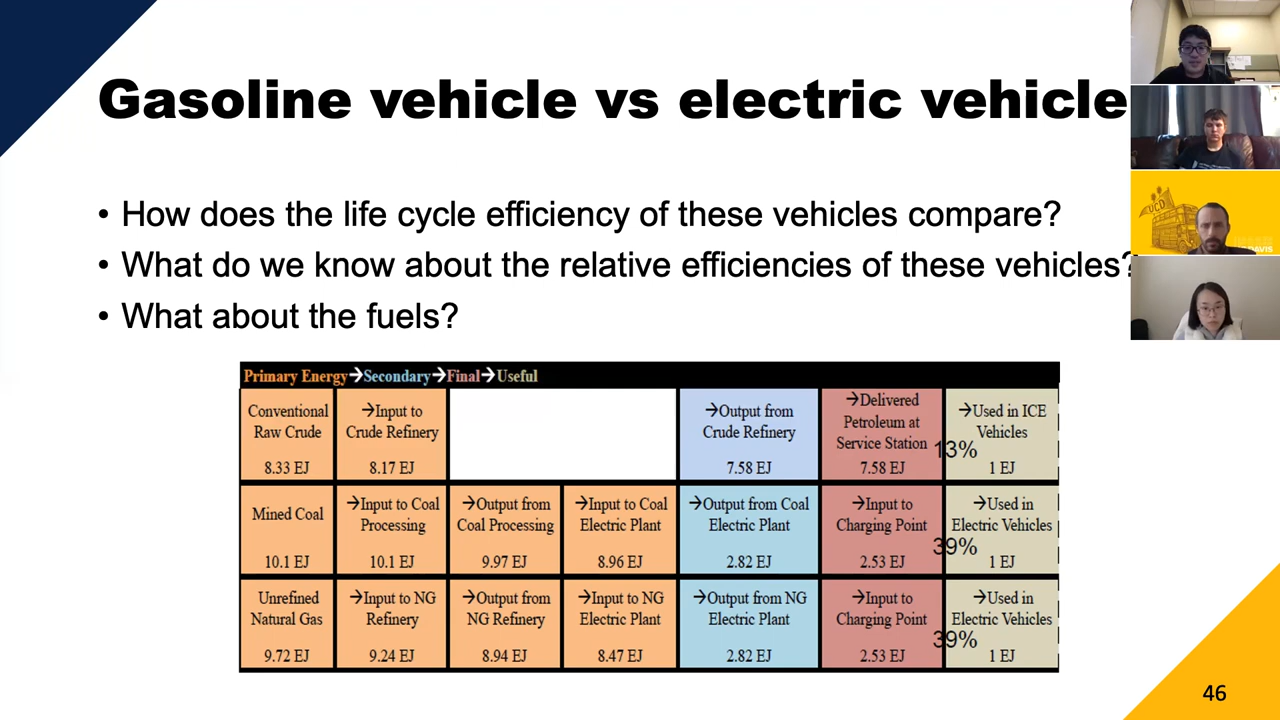 Gasoline vehicle vs electric vehicle
• How does the life cycle efficiency of these vehicles compare?
• What do we know about the relative efficiencies of these vehicles?
• What about the fuels?
Primary Energy→Secondary→Final→Useful
Conventional
Raw Crude
8.33 EJ
→Input to
Crude Refinery
8.17 EJ
→Output from
Crude Refinery
7.58 EJ
→Delivered
Petroleum at
Service Station
7.58 EJ
13%
→Used in ICE
Vehicles
1 EJ
Mined Coal
10.1 EJ
→Input to Coal
Processing
10.1 EJ
→Output from
Coal Processing
9.97 EJ
→Input to Coal
Electric Plant
8.96 EJ
→Output from Coal
Electric Plant
2.82 EJ
→Input to
Charging Point
2.53 EJ
39%
→Used in
Electric Vehicles
1 EJ
Unrefined
Natural Gas
9.72 EJ
→Input to NG
Refinery
9.24 EJ
→Output from
NG Refinery
8.94 EJ
→Input to NG
Electric Plant
8.47 EJ
→Output from NG
Electric Plant
2.82 EJ
→Input to
Charging Point
2.53 EJ
39%
→Used in
Electric Vehicles
1 EJ
UCD
DAVIS
46